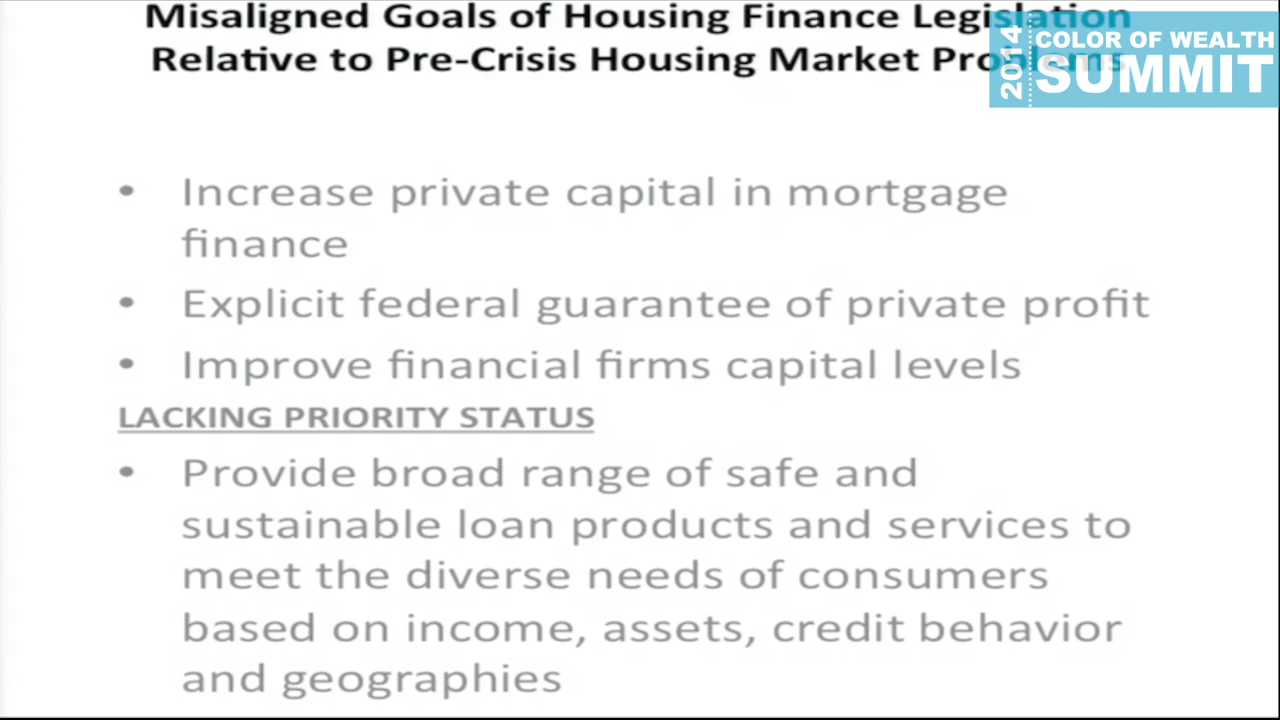 Misaligned Goals of Housing Finance Legislation
Relative to Pre-Crisis Housing Market Problems
2014
COLOR OF WEALTH
SUMMIT
• Increase private capital in mortgage
finance
• Explicit federal guarantee of private profit
• Improve financial firms capital levels
LACKING PRIORITY STATUS
• Provide broad range of safe and
sustainable loan products and services to
meet the diverse needs of consumers
based on income, assets, credit behavior
and geographies